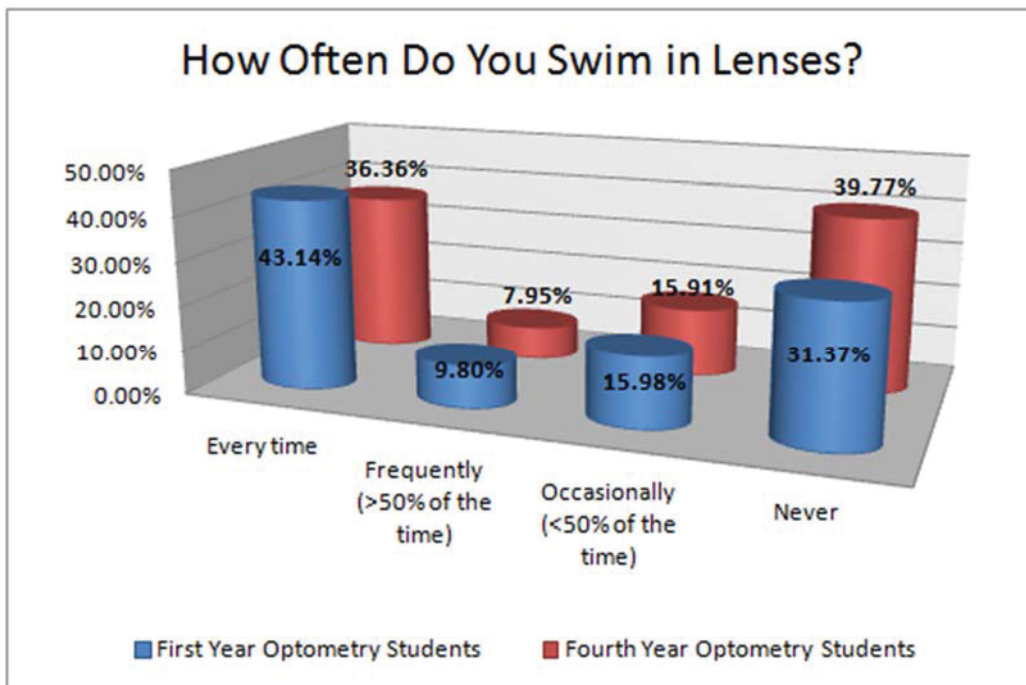 How Often Do You Swim in Lenses?
50.00%
40.00%
30.00%
20.00%
10.00%
0.00%
43.14%
36.36%
9.80%
7.95%
15.98%
15.91%
31.37%
39.77%
Every time
Frequently
(>50% of the
time)
Occasionally
(<50% of the
time)
Never
First Year Optometry Students
Fourth Year Optometry Students